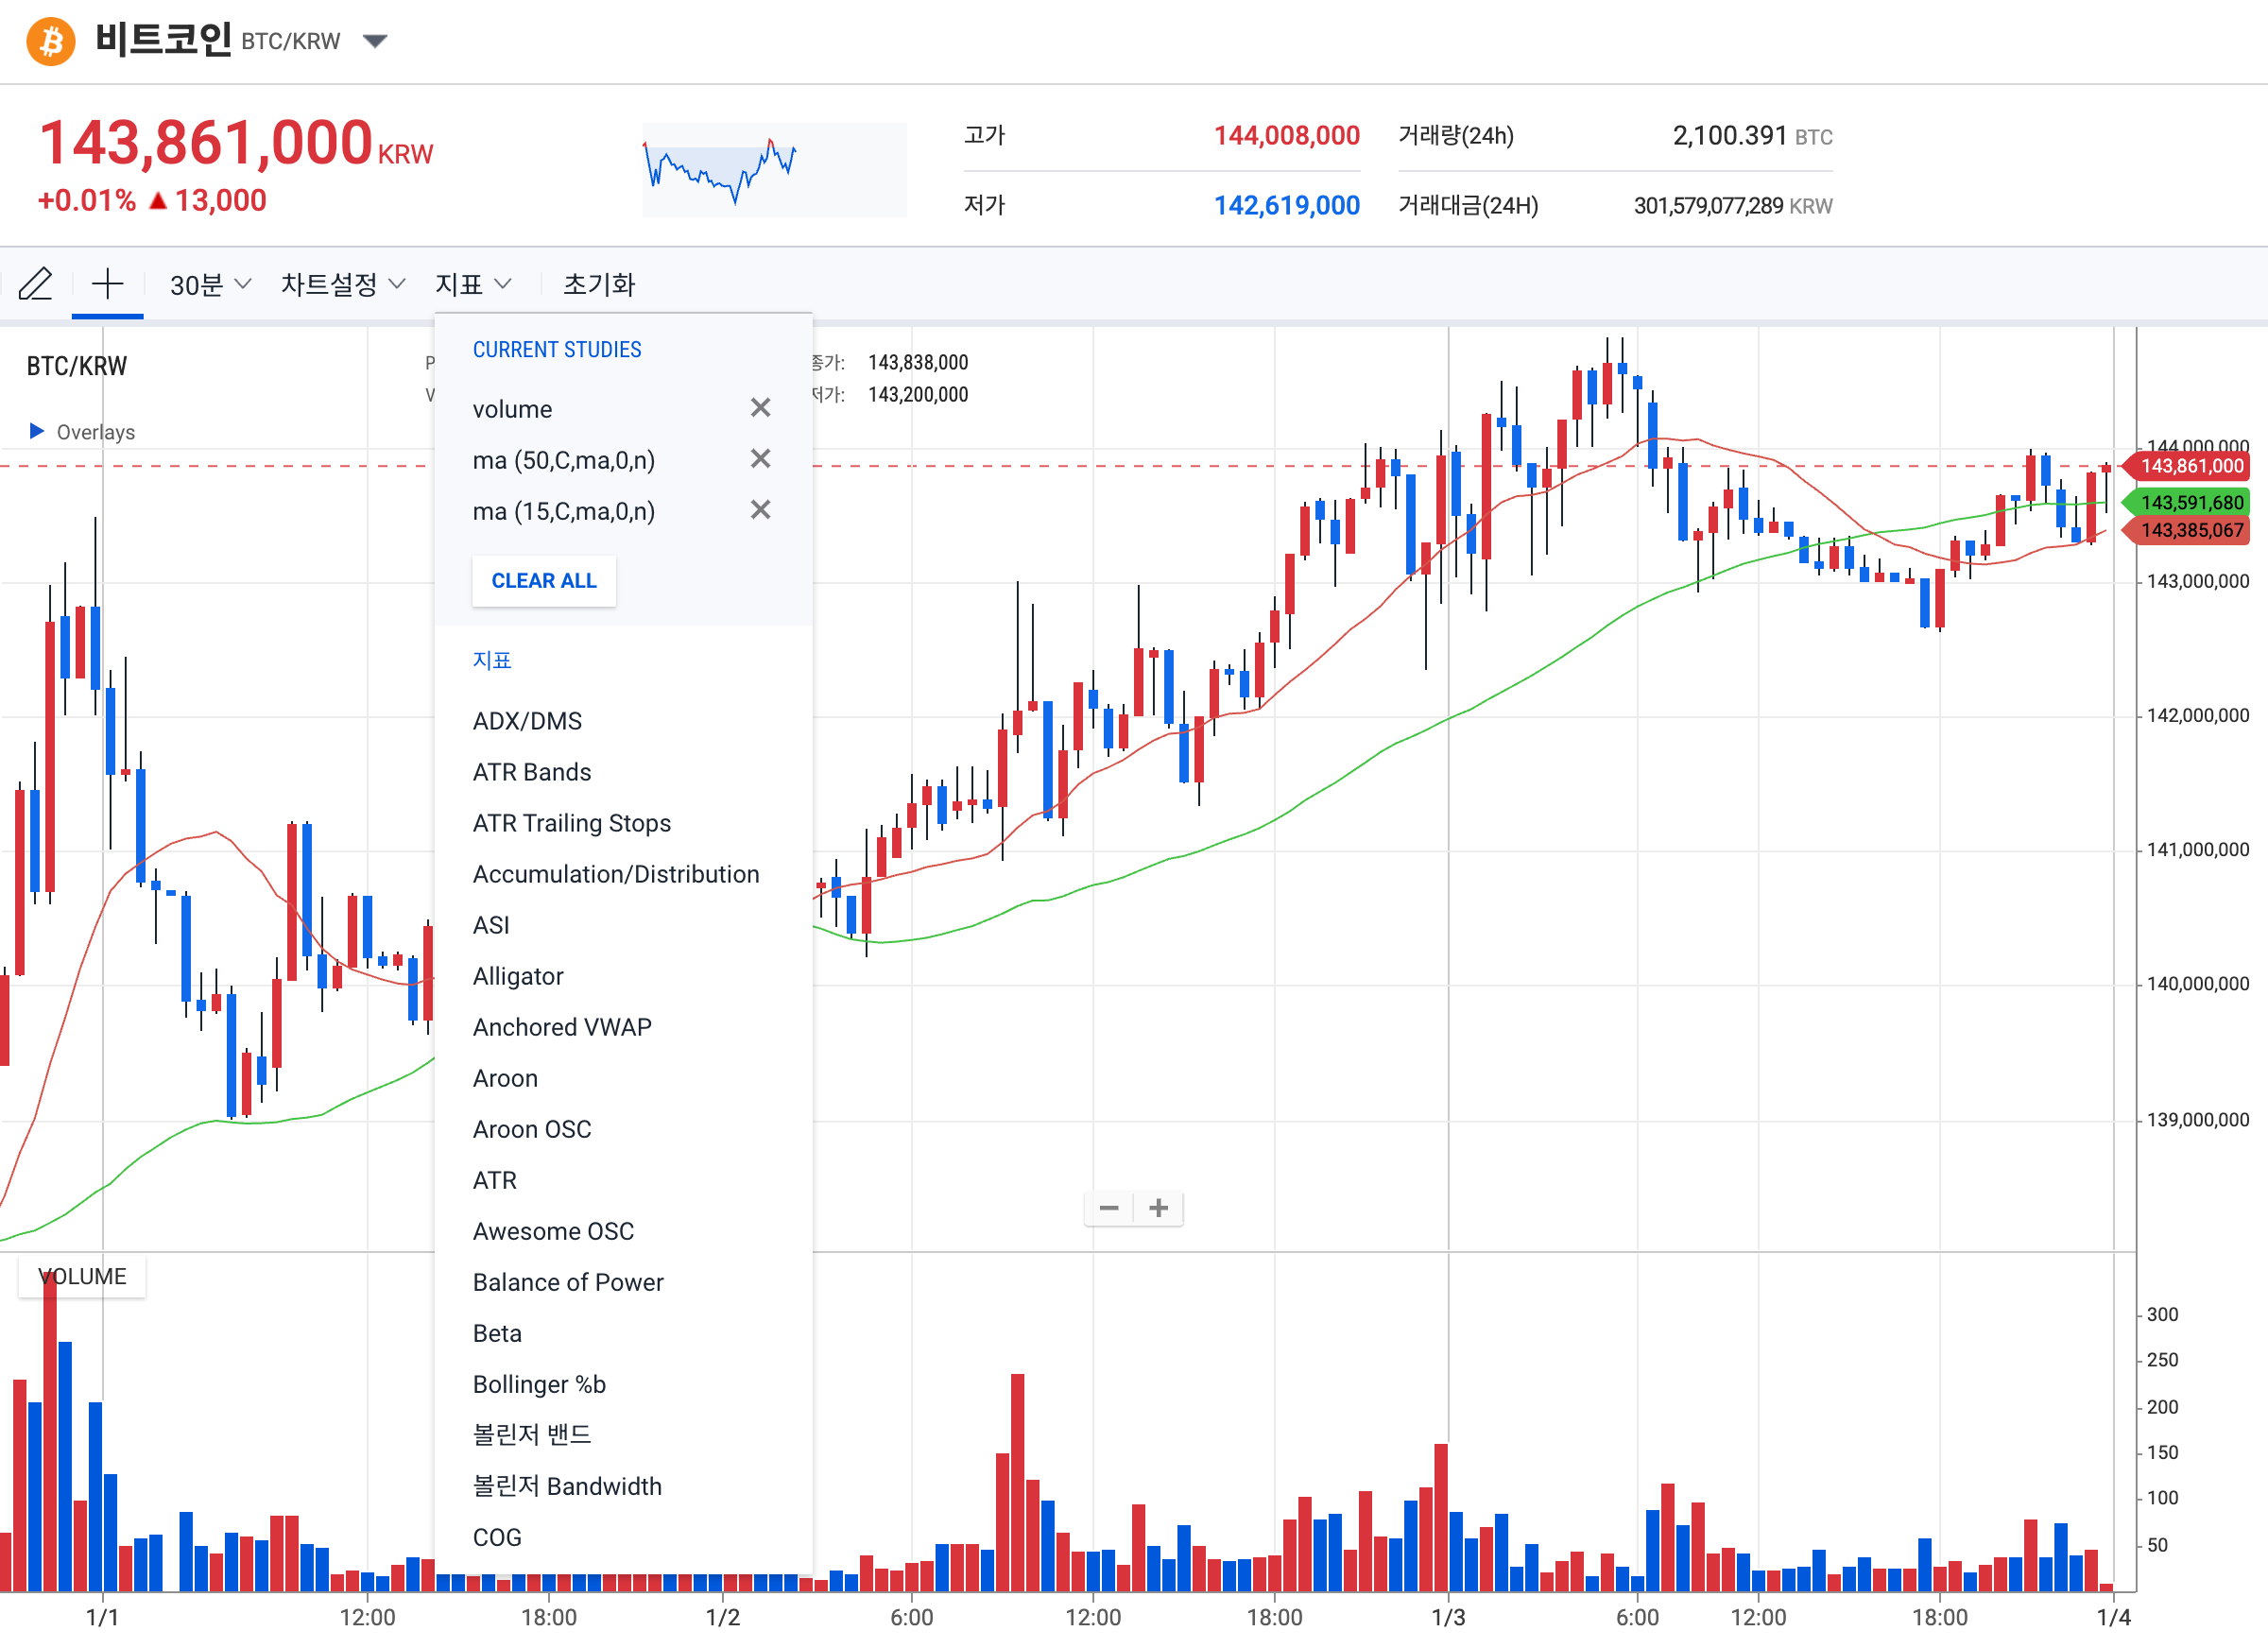 비트코인 BTC/KRW
143,861,000 KRW
+0.01% ▲ 13,000
고가 144,008,000 거래량(24h) 2,100.391 BTC
저가 142,619,000 거래대금(24H) 301,579,077,289 KRW
30분 차트설정 지표 초기화
BTC/KRW
종가: 143,838,000
저가: 143,200,000
Overlays
CURRENT STUDIES
volume
ma (50,C,ma,0,n)
ma (15,C,ma,0,n)
CLEAR ALL
지표
ADX/DMS
ATR Bands
ATR Trailing Stops
Accumulation/Distribution
ASI
Alligator
Anchored VWAP
Aroon
Aroon OSC
ATR
Awesome OSC
Balance of Power
Beta
Bollinger %b
볼린저 밴드
볼린저 Bandwidth
COG
144,000,000
143,861,000
143,591,680
143,385,067
143,000,000
142,000,000
141,000,000
140,000,000
139,000,000
VOLUME
300
250
200
150
100
50
1/1 12:00 18:00 1/2 6:00 12:00 18:00 1/3 6:00 12:00 18:00 1/4